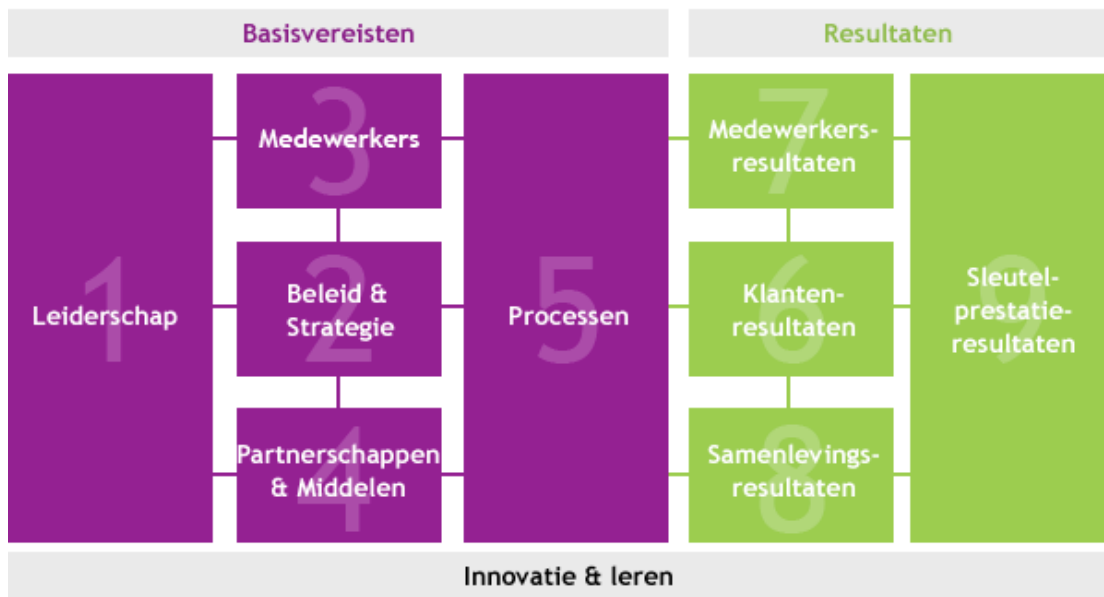 Basisvereisten
Resultaten
1
Leiderschap
3
Medewerkers
2
Beleid &
Strategie
4
Partnerschappen
& Middelen
5
Processen
7
Medewerkers-
resultaten
6
Klanten-
resultaten
8
Samenlevings-
resultaten
9
Sleutel-
prestatie-
resultaten
Innovatie & leren